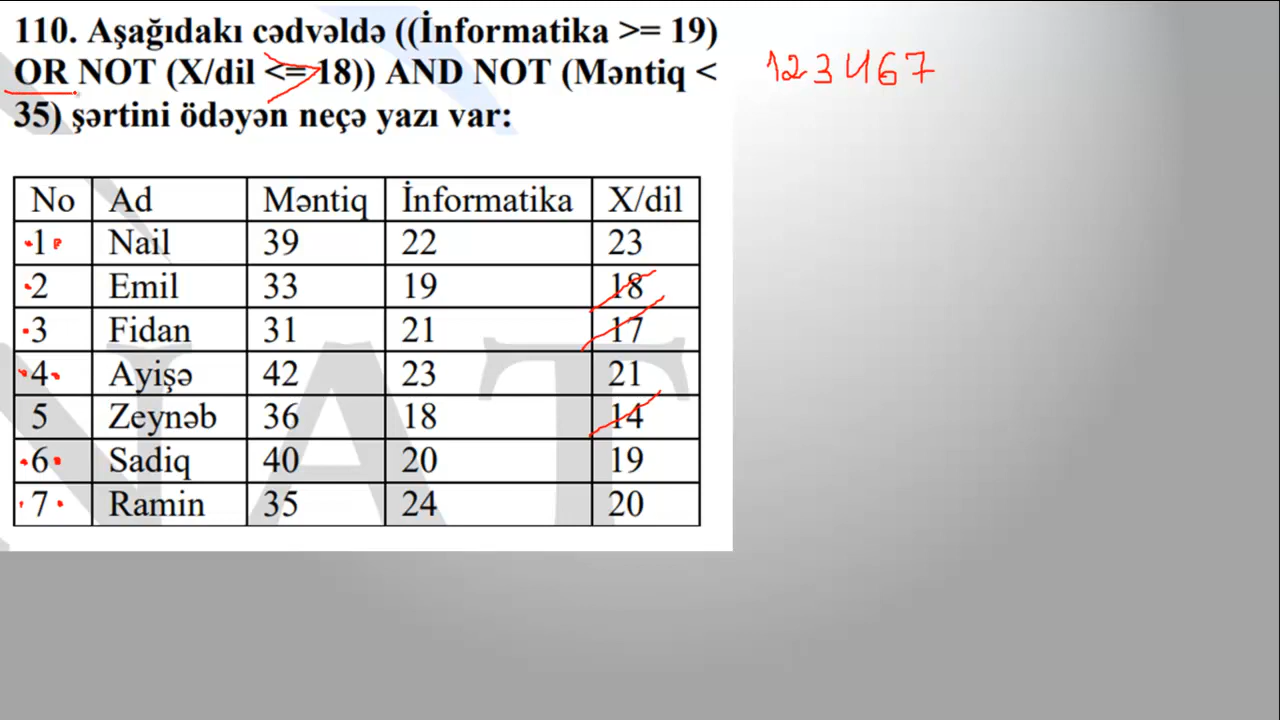 110. Aşağıdakı cədvəldə ((İnformatika >= 19)
OR NOT (X/dil <= 18)) AND NOT (Məntiq <
35) şərtini ödəyən neçə yazı var:
123467
No Ad Məntiq İnformatika X/dil
1 Nail 39 22 23
2 Emil 33 19 18
3 Fidan 31 21 17
4 Ayişə 42 23 21
5 Zeynəb 36 18 14
6 Sadiq 40 20 19
7 Ramin 35 24 20